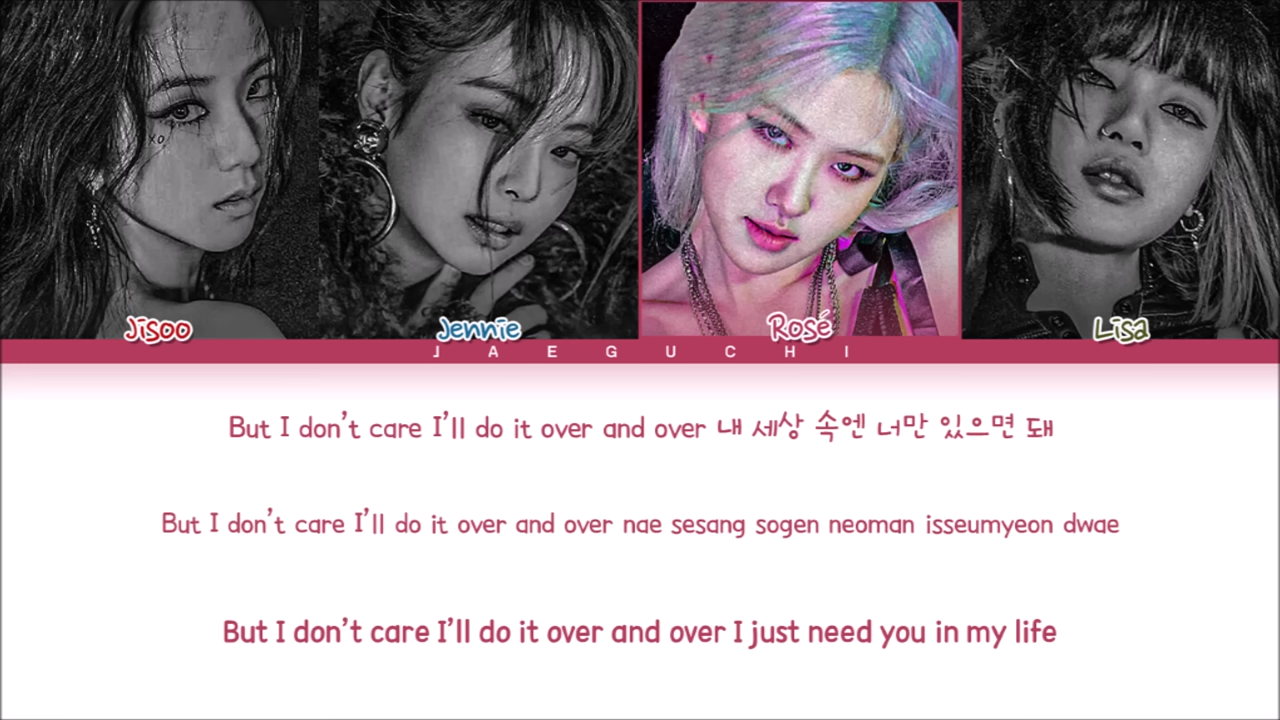 Jisoo
Jennie
Rosé
Lisa
JAEGUCHI
But I don't care I'll do it over and over 내 세상 속엔 너만 있으면 돼
But I don't care I'll do it over and over nae sesang sogen neoman isseumyeon dwae
But I don't care I'll do it over and over I just need you in my life